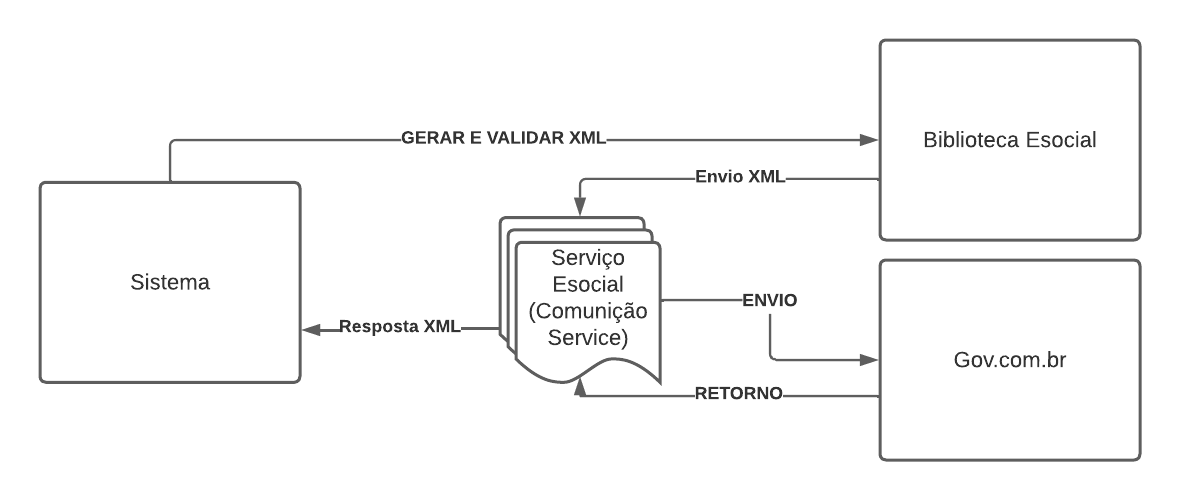 GERAR E VALIDAR XML
Biblioteca Esocial
Envio XML
Sistema
Serviço
Esocial
(Comunição
Service)
ENVIO
Resposta XML
Gov.com.br
RETORNO